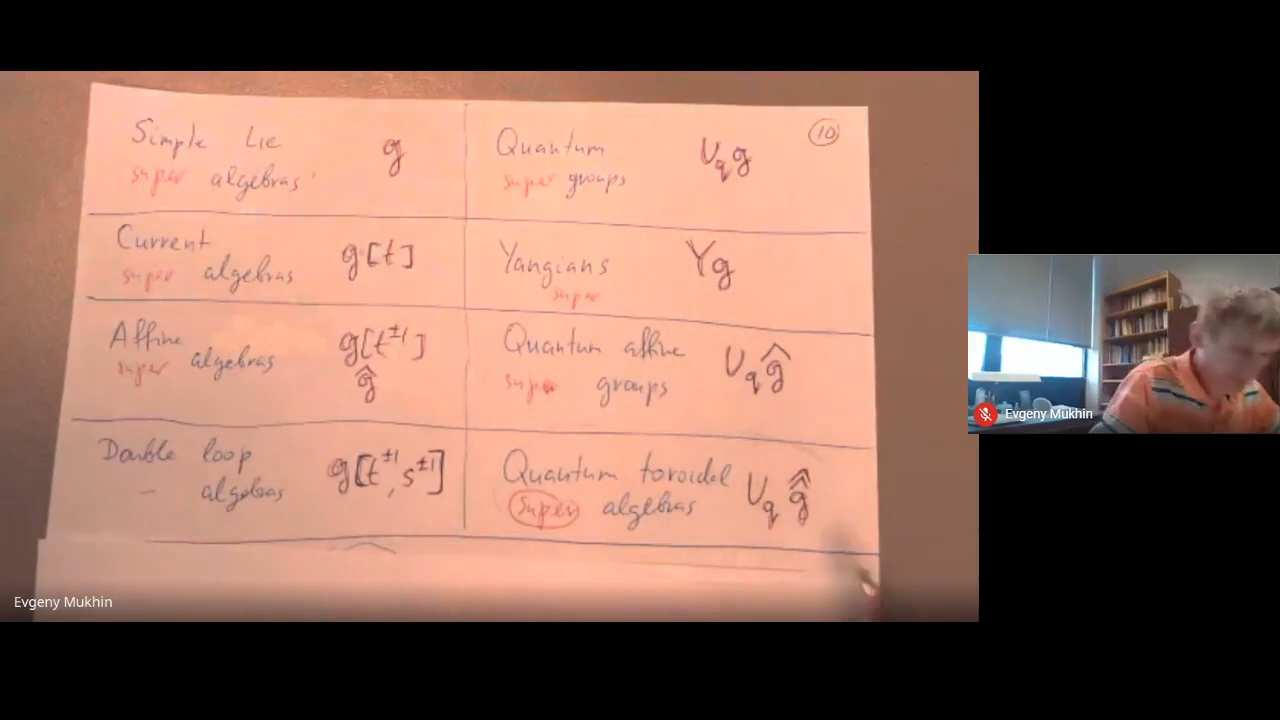 10
Simple Lie
super algebras
g
Quantum
super groups
U_q g
Current
super algebras
g[t]
Yangians
super
Yg
Affine
super algebras
g[t^±1]
ĝ
Quantum affine
super groups
U_q ĝ
Double loop
algebras
g[t^±1, s^±1]
Quantum toroidal
super algebras
U_q g^^
Evgeny Mukhin
Evgeny Mukhin